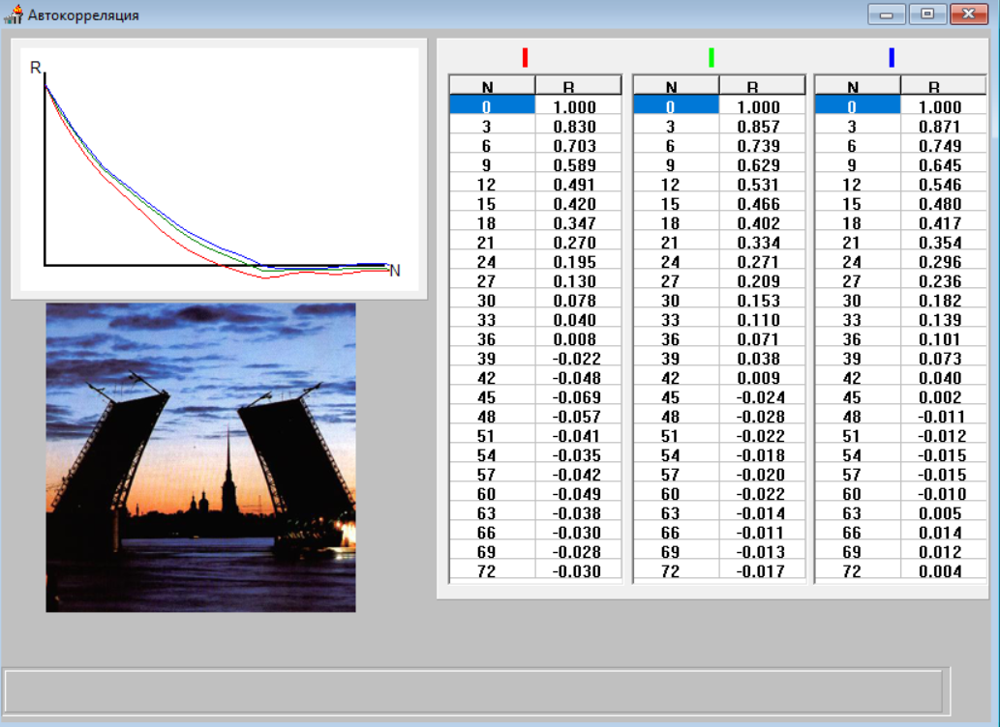 Автокорреляция
R
N
N R N R N R
0 1.000 0 1.000 0 1.000
3 0.830 3 0.857 3 0.871
6 0.703 6 0.739 6 0.749
9 0.589 9 0.629 9 0.645
12 0.491 12 0.531 12 0.546
15 0.420 15 0.466 15 0.480
18 0.347 18 0.402 18 0.417
21 0.270 21 0.334 21 0.354
24 0.195 24 0.271 24 0.296
27 0.130 27 0.209 27 0.236
30 0.078 30 0.153 30 0.182
33 0.040 33 0.110 33 0.139
36 0.008 36 0.071 36 0.101
39 -0.022 39 0.038 39 0.073
42 -0.048 42 0.009 42 0.040
45 -0.069 45 -0.024 45 0.002
48 -0.057 48 -0.028 48 -0.011
51 -0.041 51 -0.022 51 -0.012
54 -0.035 54 -0.018 54 -0.015
57 -0.042 57 -0.020 57 -0.015
60 -0.049 60 -0.022 60 -0.010
63 -0.038 63 -0.014 63 0.005
66 -0.030 66 -0.011 66 0.014
69 -0.028 69 -0.013 69 0.012
72 -0.030 72 -0.017 72 0.004